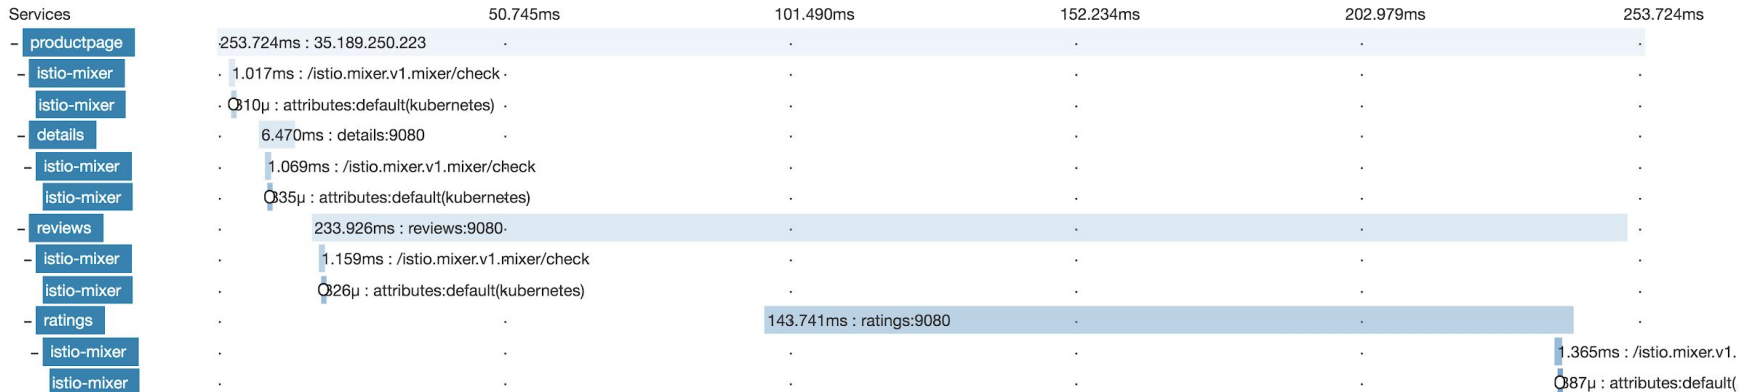 Services 50.745ms 101.490ms 152.234ms 202.979ms 253.724ms
– productpage 253.724ms : 35.189.250.223
– istio-mixer 1.017ms : /istio.mixer.v1.mixer/check
istio-mixer 310µ : attributes:default(kubernetes)
– details 6.470ms : details:9080
– istio-mixer 1.069ms : /istio.mixer.v1.mixer/check
istio-mixer 335µ : attributes:default(kubernetes)
– reviews 233.926ms : reviews:9080
– istio-mixer 1.159ms : /istio.mixer.v1.mixer/check
istio-mixer 326µ : attributes:default(kubernetes)
– ratings 143.741ms : ratings:9080
– istio-mixer 1.365ms : /istio.mixer.v1.
istio-mixer 387µ : attributes:default(